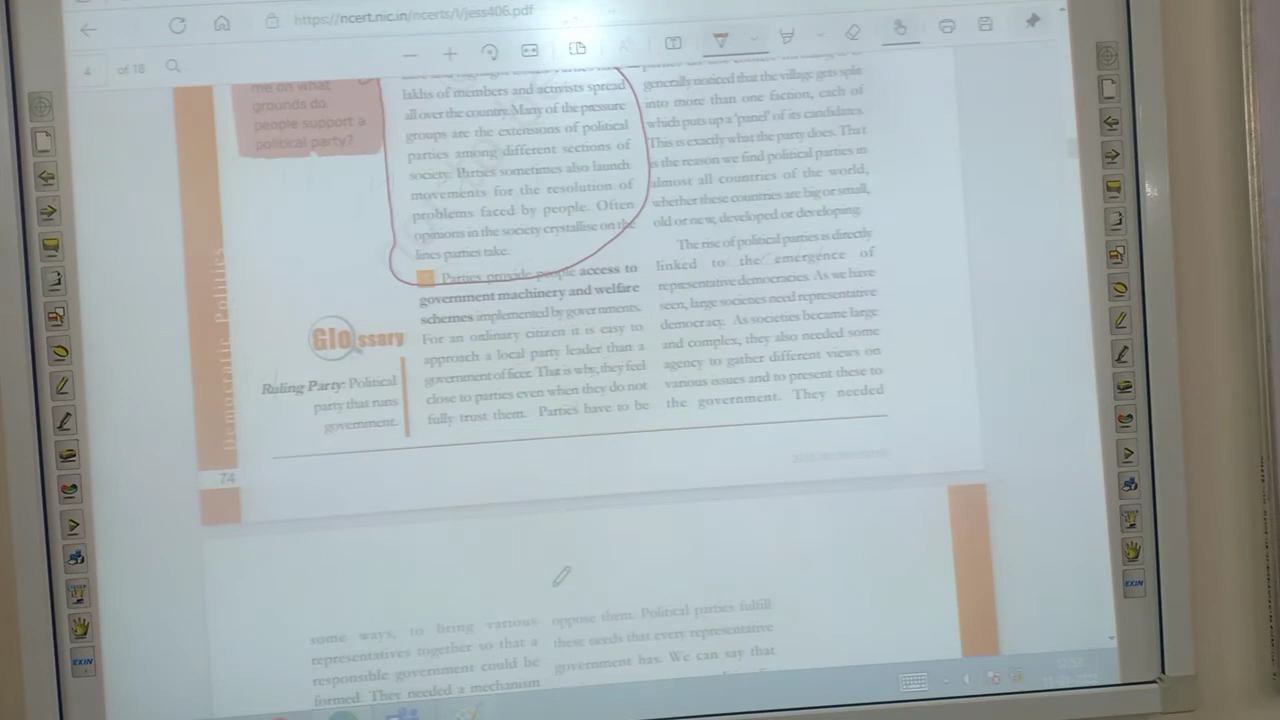 https://ncert.nic.in/ncerts/l/jess406.pdf
4 of 18
me on what
grounds do
people support a
political party?
lakhs of members and activists spread
all over the country. Many of the pressure
groups are the extensions of political
parties among different sections of
society. Parties sometimes also launch
movements for the resolution of
problems faced by people. Often
opinions in the society crystallise on the
lines parties take.
Parties provide people access to
government machinery and welfare
schemes implemented by governments.
For an ordinary citizen it is easy to
approach a local party leader than a
government officer. That is why, they feel
close to parties even when they do not
fully trust them. Parties have to be
generally noticed that the village gets split
into more than one faction, each of
which puts up a 'panel' of its candidates.
This is exactly what the party does. That
is the reason we find political parties in
almost all countries of the world,
whether these countries are big or small,
old or new, developed or developing.
The rise of political parties is directly
linked to the emergence of
representative democracies. As we have
seen, large societies need representative
democracy. As societies became large
and complex, they also needed some
agency to gather different views on
various issues and to present these to
the government. They needed
Glossary
Ruling Party: Political
party that runs
government.
Democratic Politics
74
some ways, to bring various
representatives together so that a
responsible government could be
formed. They needed a mechanism
oppose them. Political parties fulfill
these needs that every representative
government has. We can say that
EKIN
EKIN